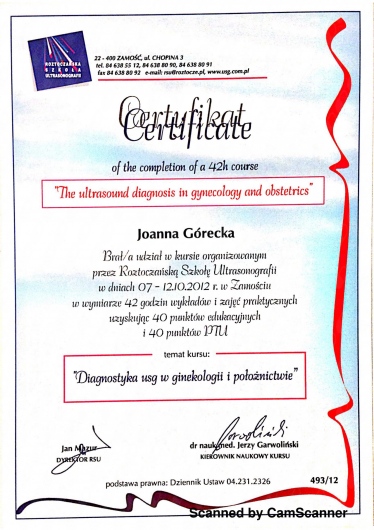 ROZTOCZAŃSKA
SZKOŁA
ULTRASONOGRAFII
22 - 400 ZAMOŚĆ, ul. CHOPINA 3
tel. 84 638 55 12, 84 638 80 90, 84 638 80 91
fax 84 638 80 92 e-mail: rsu@roztocze.pl, www.usg.com.pl
Certyfikat
Certificate
of the completion of a 42h course
"The ultrasound diagnosis in gynecology and obstetrics"
Joanna Górecka
Brał/a udział w kursie organizowanym
przez Roztoczańską Szkołę Ultrasonografii
w dniach 07 - 12.10.2012 r. w Zamościu
w wymiarze 42 godzin wykładów i zajęć praktycznych
uzyskując 40 punktów edukacyjnych
i 40 punktów PTU
temat kursu:
"Diagnostyka usg w ginekologii i położnictwie"
Jan Mazur
DYREKTOR RSU
dr nauk med. Jerzy Garwoliński
KIEROWNIK NAUKOWY KURSU
podstawa prawna: Dziennik Ustaw 04.231.2326
493/12
Scanned by CamScanner